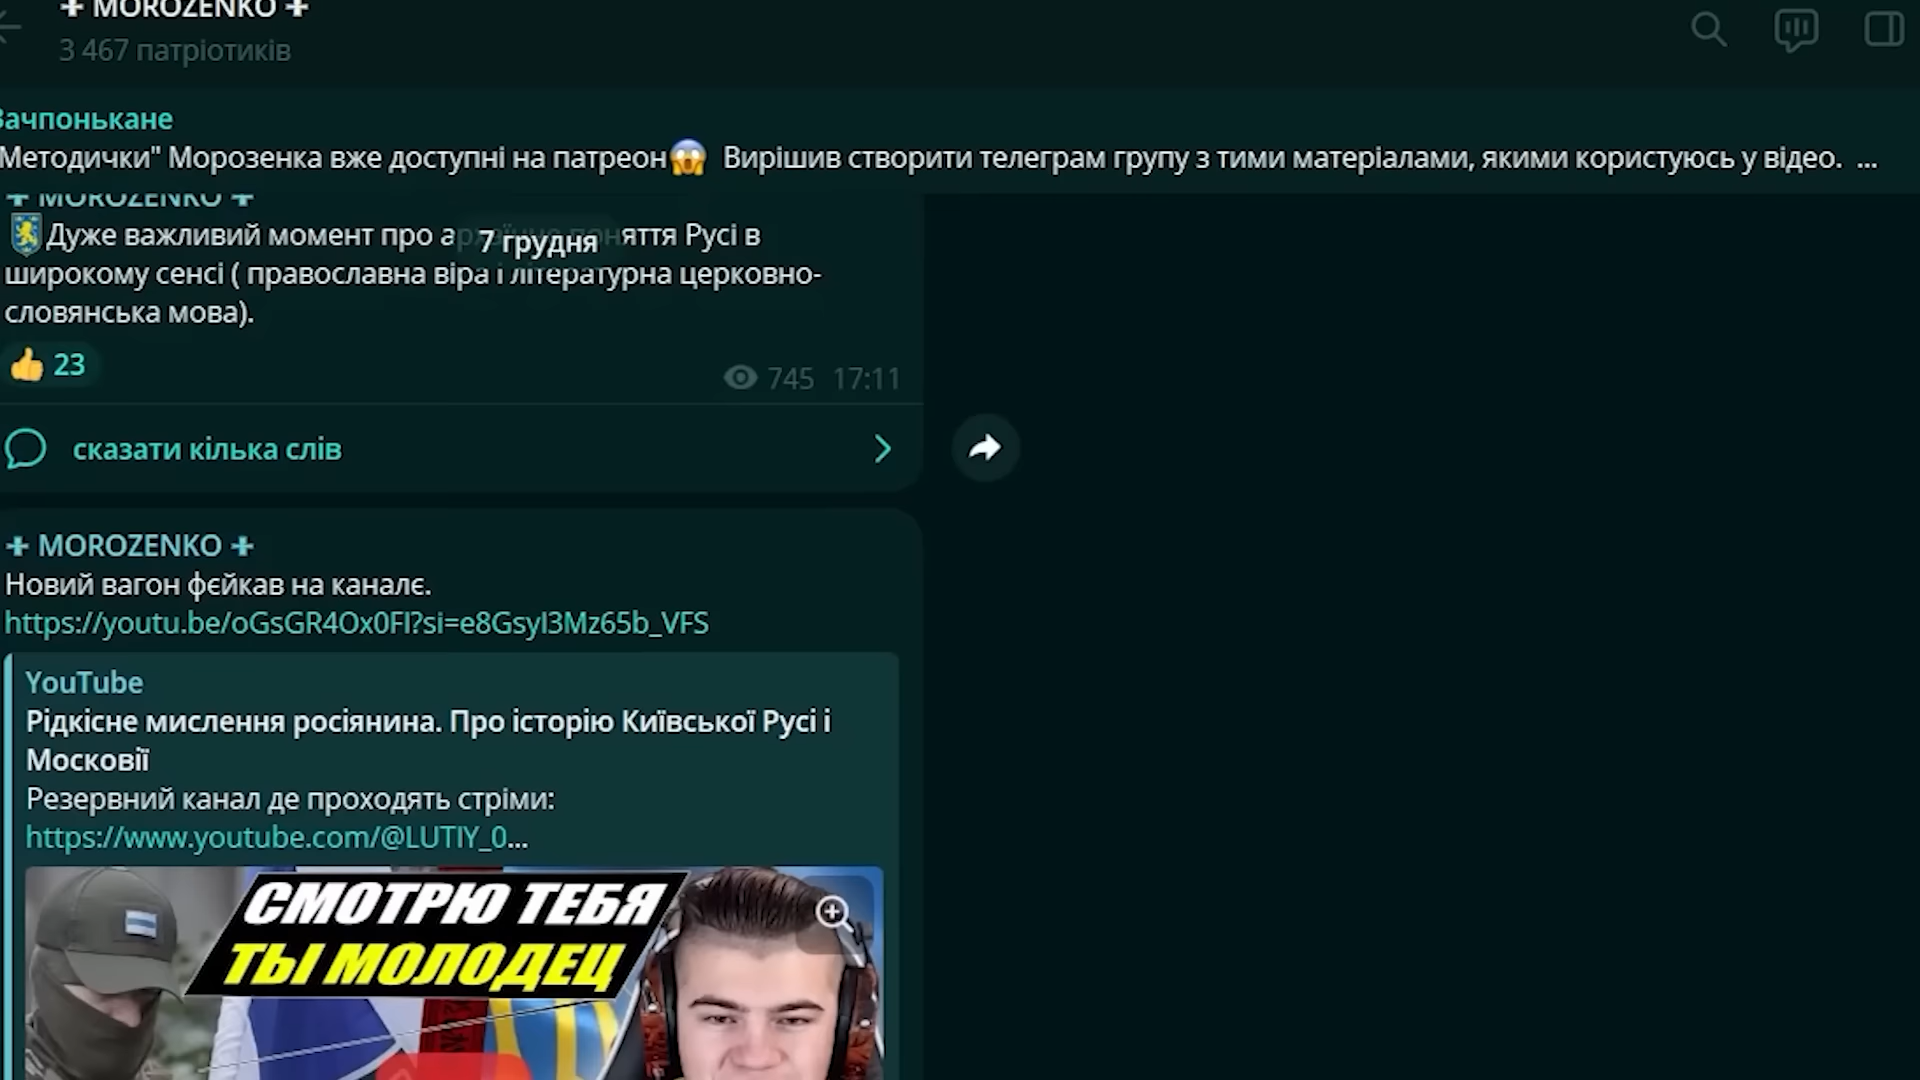 MOROZENKO
3 467 патріотиків
Зачпонькане
Методички" Морозенка вже доступні на патреон😱 Вирішив створити телеграм групу з тими матеріалами, якими користуюсь у відео. ...
MOROZENKO
Дуже важливий момент про архаїчне поняття Русі в
7 грудня
широкому сенсі ( православна віра і літературна церковно-
словянська мова).
👍 23
745 17:11
сказати кілька слів
MOROZENKO
Новий вагон фєйкав на каналє.
https://youtu.be/oGsGR4Ox0FI?si=e8GsyI3Mz65b_VFS
YouTube
Рідкісне мислення росіянина. Про історію Київської Русі і
Московії
Резервний канал де проходять стріми:
https://www.youtube.com/@LUTIY_0...
СМОТРЮ ТЕБЯ
ТЫ МОЛОДЕЦ